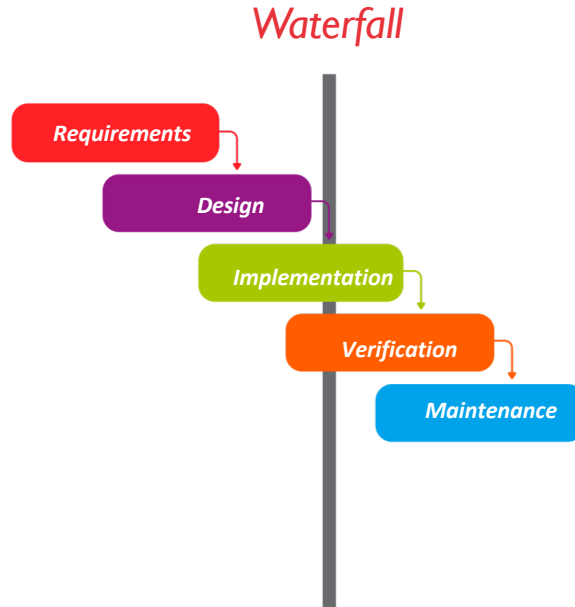 Waterfall
Requirements
Design
Implementation
Verification
Maintenance